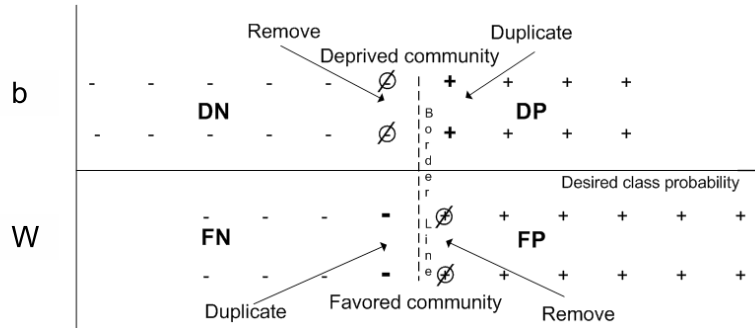 Remove
Duplicate
Deprived community
b
- - - - - - + + + +
DN
DP
- - - - - - + + + +
Border Line
Desired class probability
- - - - + + + + + +
W
FN
FP
- - - - + + + + + +
Duplicate
Favored community
Remove